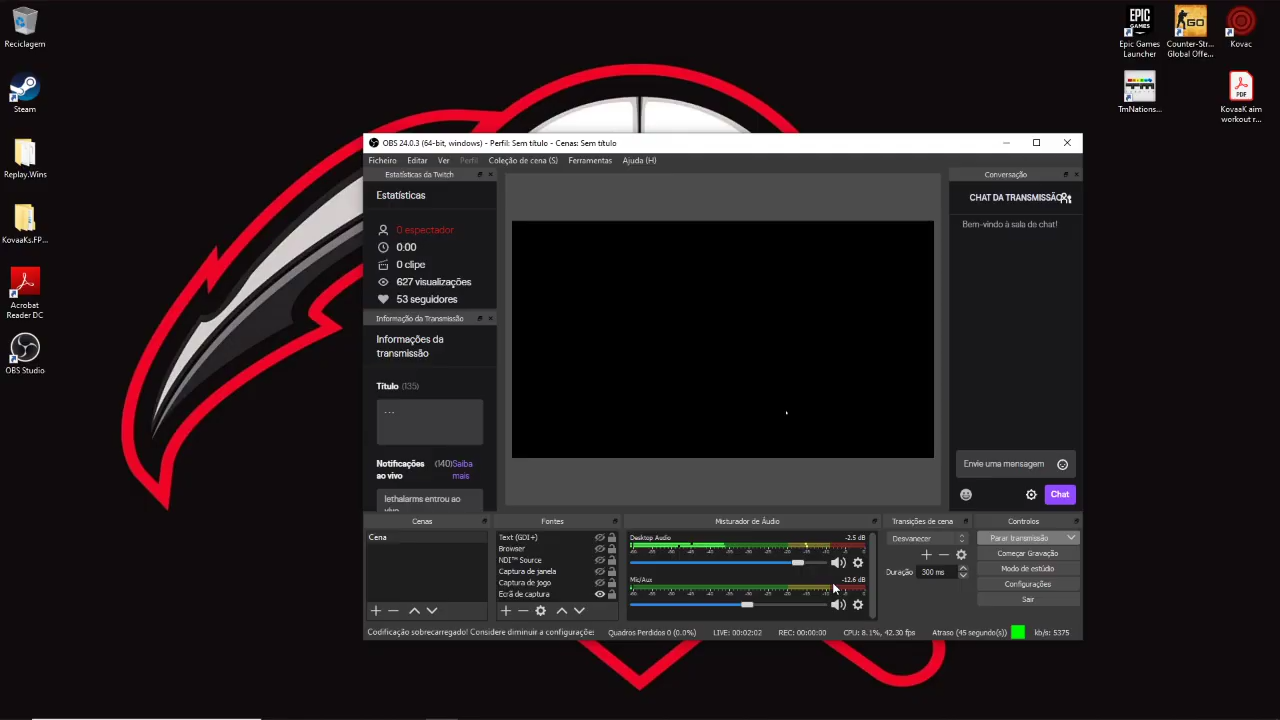 Reciclagem
Steam
Replay.Wins
KovaaKs.FP...
Acrobat
Reader DC
OBS Studio
EPIC
GAMES
Epic Games
Launcher
GO
Counter-Str...
Global Offe...
Kovac
TmNations...
PDF
KovaaK aim
workout r...
OBS 24.0.3 (64-bit, windows) - Perfil: Sem título - Cenas: Sem título
Ficheiro Editar Ver Perfil Coleção de cena (S) Ferramentas Ajuda (H)
Estatísticas da Twitch
Estatísticas
0 espectador
0:00
0 clipe
627 visualizações
53 seguidores
Informação da Transmissão
Informações da
transmissão
Título (135)
...
Notificações (140) Saiba
ao vivo mais
lethalarms entrou ao
vivo
Conversação
CHAT DA TRANSMISSÃO
Bem-vindo à sala de chat!
Envie uma mensagem
Chat
Cenas
Cena
Fontes
Text (GDI+)
Browser
NDI™ Source
Captura de janela
Captura de jogo
Ecrã de captura
Misturador de Áudio
Desktop Audio -2.5 dB
Mic/Aux -12.6 dB
Transições de cena
Desvanecer
Duração 300 ms
Controlos
Parar transmissão
Começar Gravação
Modo de estúdio
Configurações
Sair
Codificação sobrecarregado! Considere diminuir a configurações Quadros Perdidos 0 (0.0%) LIVE: 00:02:02 REC: 00:00:00 CPU: 8.1%, 42.30 fps Atraso (45 segundo(s)) kb/s: 5375